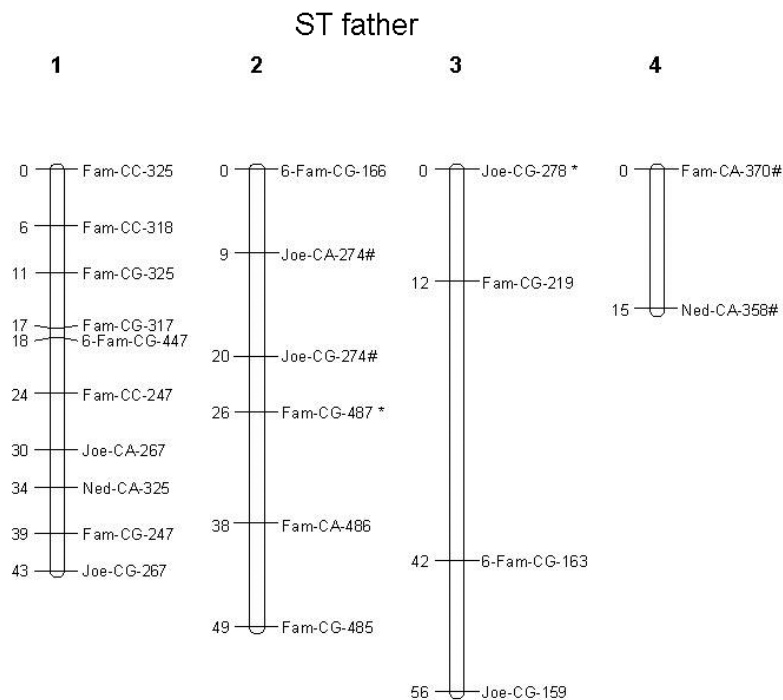 ST father
1 2 3 4
0 Fam-CC-325
6 Fam-CC-318
11 Fam-CG-325
17 Fam-CG-317
18 6-Fam-CG-447
24 Fam-CC-247
30 Joe-CA-267
34 Ned-CA-325
39 Fam-CG-247
43 Joe-CG-267
0 6-Fam-CG-166
9 Joe-CA-274#
20 Joe-CG-274#
26 Fam-CG-487 *
38 Fam-CA-486
49 Fam-CG-485
0 Joe-CG-278 *
12 Fam-CG-219
42 6-Fam-CG-163
56 Joe-CG-159
0 Fam-CA-370#
15 Ned-CA-358#